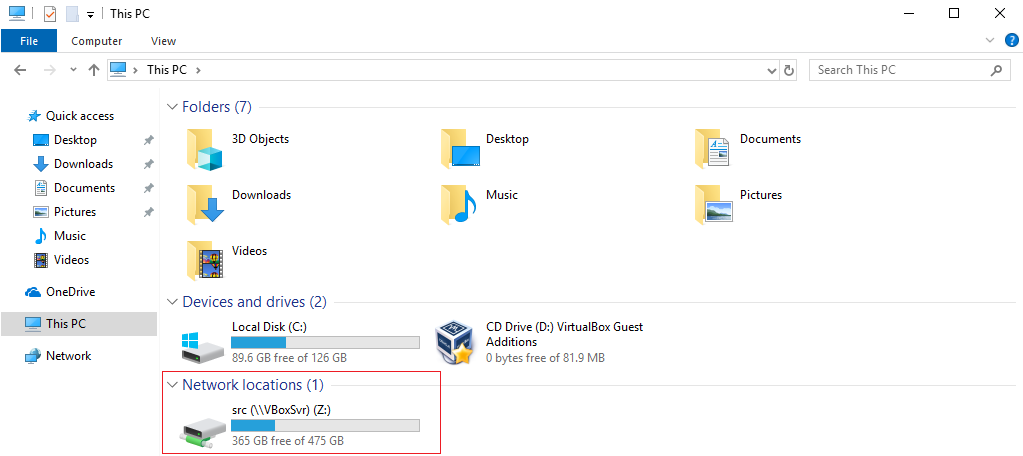 This PC
File
Computer
View
This PC
Search This PC
Quick access
Desktop
Downloads
Documents
Pictures
Music
Videos
OneDrive
This PC
Network
Folders (7)
3D Objects
Desktop
Documents
Downloads
Music
Pictures
Videos
Devices and drives (2)
Local Disk (C:)
89.6 GB free of 126 GB
CD Drive (D:) VirtualBox Guest
Additions
0 bytes free of 81.9 MB
Network locations (1)
src (\\VBoxSvr) (Z:)
365 GB free of 475 GB